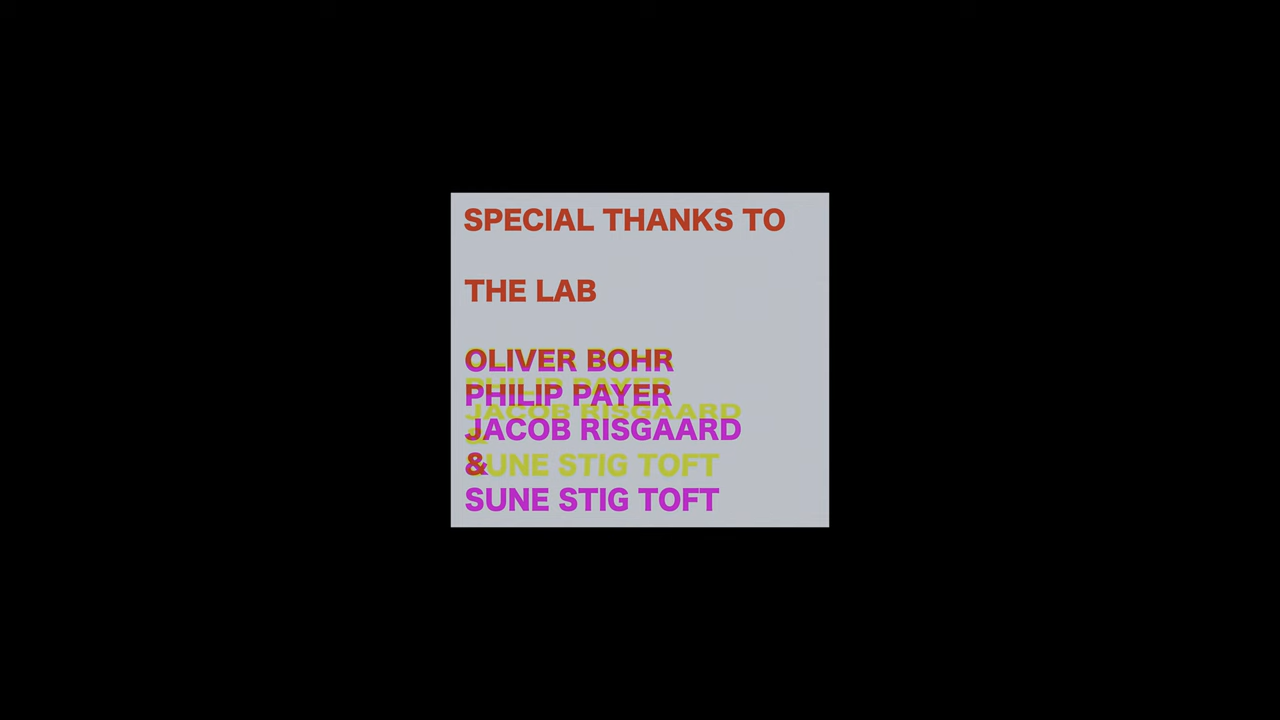 SPECIAL THANKS TO
THE LAB
OLIVER BOHR
PHILIP PAYER
JACOB RISGAARD
&
SUNE STIG TOFT